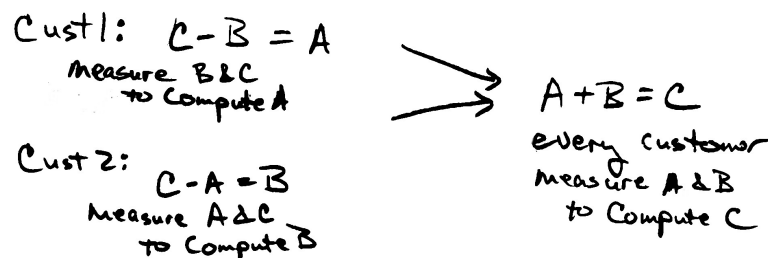 Cust1: C-B = A
measure B&C
to Compute A
Cust2:
C-A = B
Measure A&C
to Compute B
A+B=C
every customer
measure A&B
to Compute C